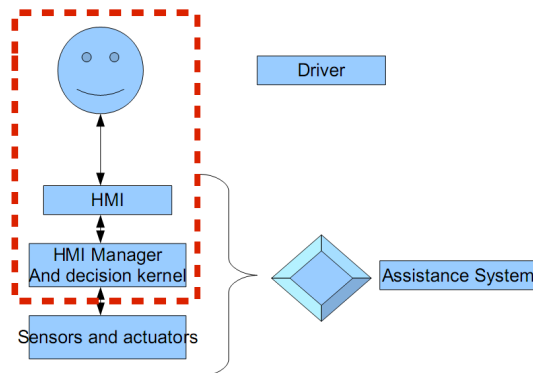 Driver
HMI
HMI Manager
And decision kernel
Assistance System
Sensors and actuators